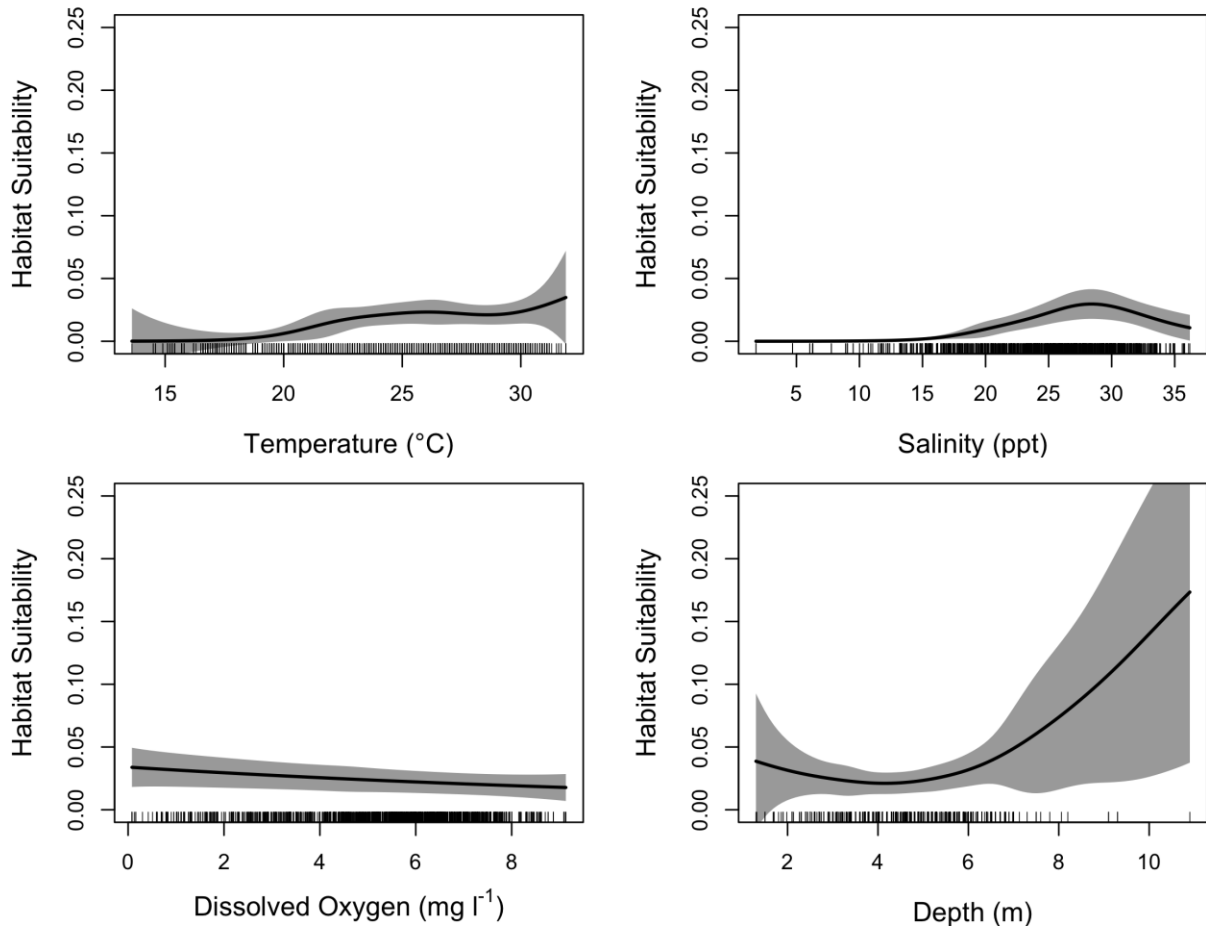 Habitat Suitability
0.00 0.05 0.10 0.15 0.20 0.25
15 20 25 30
Temperature (°C)
Habitat Suitability
0.00 0.05 0.10 0.15 0.20 0.25
5 10 15 20 25 30 35
Salinity (ppt)
Habitat Suitability
0.00 0.05 0.10 0.15 0.20 0.25
0 2 4 6 8
Dissolved Oxygen (mg l⁻¹)
Habitat Suitability
0.00 0.05 0.10 0.15 0.20 0.25
2 4 6 8 10
Depth (m)